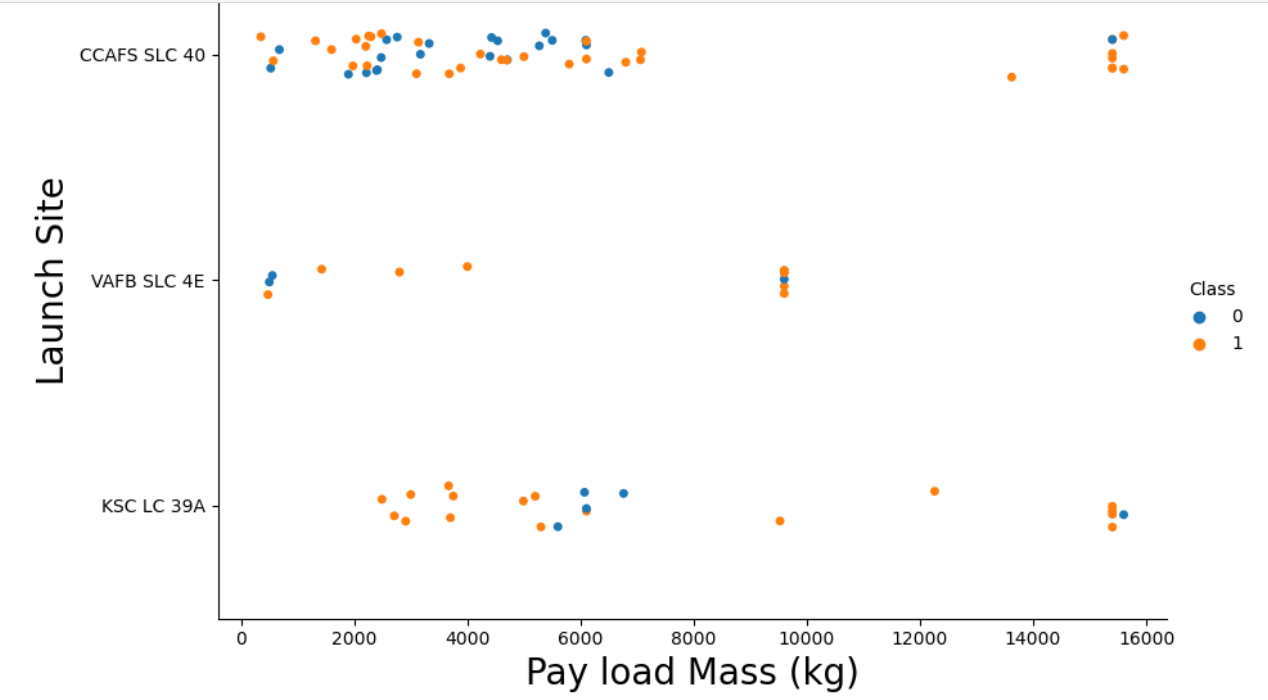 CCAFS SLC 40
VAFB SLC 4E
KSC LC 39A
Launch Site
0 2000 4000 6000 8000 10000 12000 14000 16000
Pay load Mass (kg)
Class
0
1